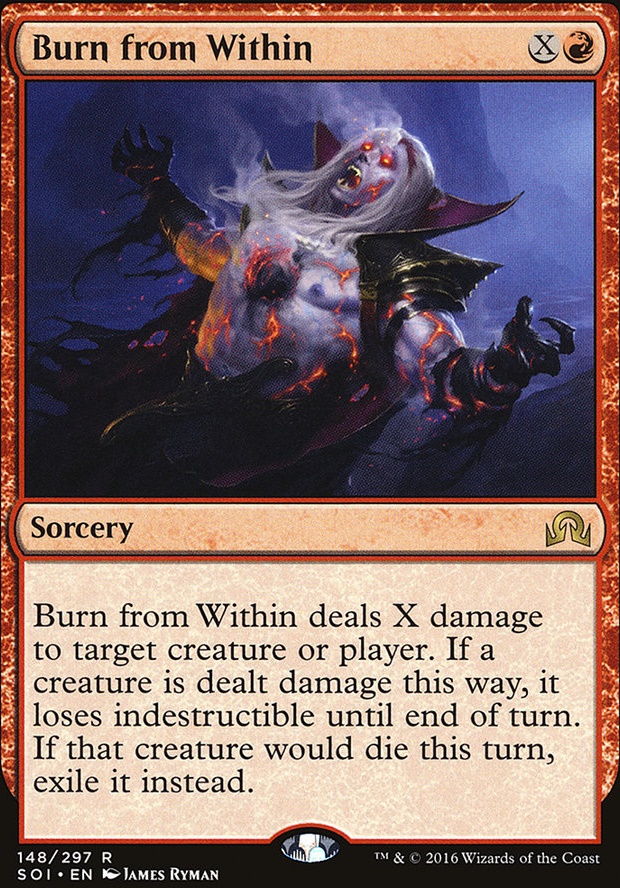 Burn from Within X
Sorcery
Burn from Within deals X damage
to target creature or player. If a
creature is dealt damage this way, it
loses indestructible until end of turn.
If that creature would die this turn,
exile it instead.
148/297 R
SOI • EN JAMES RYMAN
™ & © 2016 Wizards of the Coast